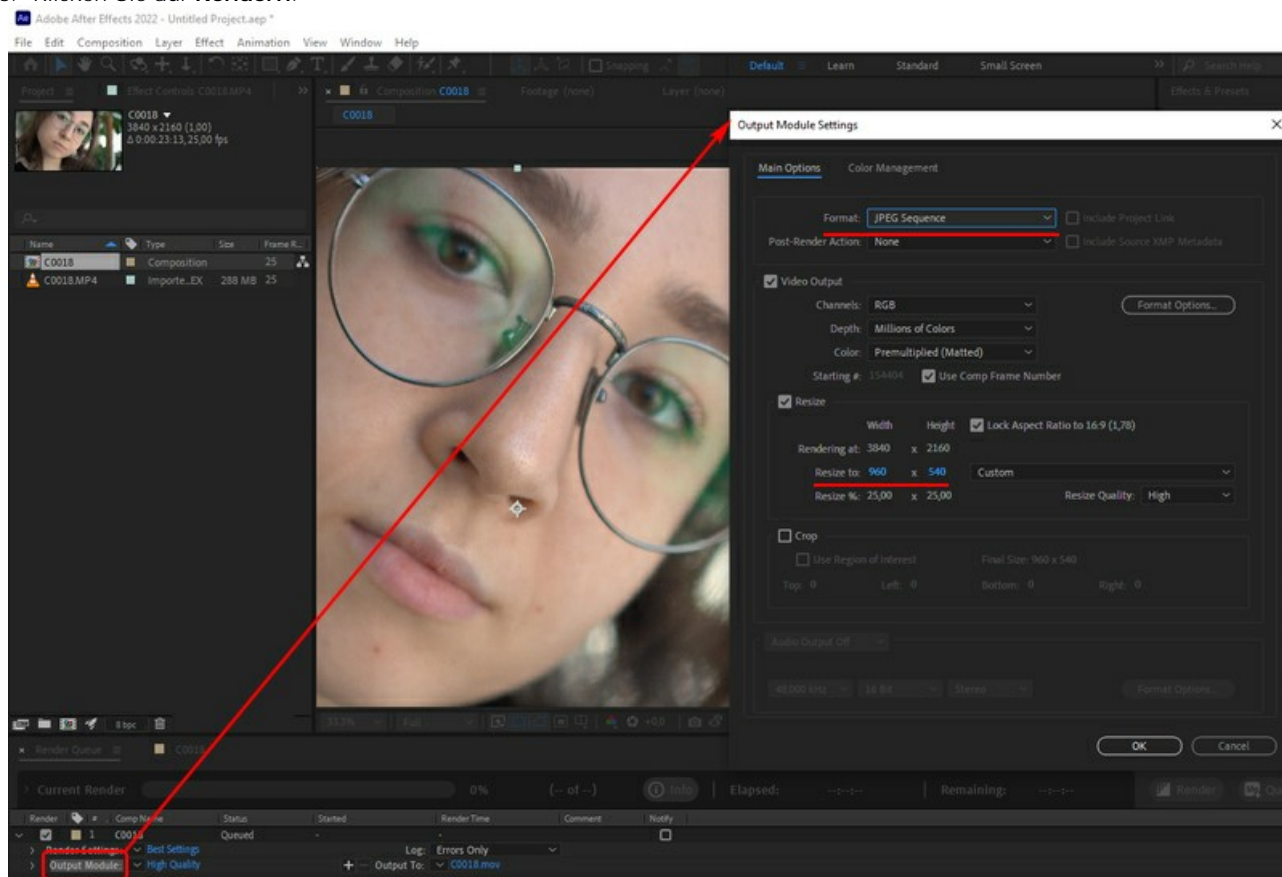 Klicken Sie auf Rendern.
Adobe After Effects 2022 - Untitled Project.aep *
File Edit Composition Layer Effect Animation View Window Help
Snapping
Default Learn Standard Small Screen
Search Help
Project
Effect Controls C0018.MP4
Composition C0018
Footage (none)
Layer (none)
Effects & Presets
C0018
C0018
3840 x 2160 (1,00)
Δ 0:00:23:13, 25,00 fps
Name Type Size Frame R...
C0018 Composition 25
C0018.MP4 Importe..EX 288 MB 25
Output Module Settings
Main Options Color Management
Format: JPEG Sequence
Include Project Link
Post-Render Action: None
Include Source XMP Metadata
Video Output
Channels: RGB
Format Options...
Depth: Millions of Colors
Color: Premultiplied (Matted)
Starting #: 154404 Use Comp Frame Number
Resize
Width Height Lock Aspect Ratio to 16:9 (1,78)
Rendering at: 3840 x 2160
Resize to: 960 x 540 Custom
Resize %: 25,00 x 25,00 Resize Quality: High
Crop
Use Region of Interest Final Size: 960 x 540
Top: 0 Left: 0 Bottom: 0 Right: 0
Audio Output Off
48,000 kHz 16 Bit Stereo Format Options...
OK Cancel
8 bpc
33,3% Full +0,0
Render Queue C0018
Current Render 0% (-- of --) Info Elapsed: --:--:-- Remaining: --:--:-- Render
Render # Comp Name Status Started Render Time Comment Notify
1 C0018 Queued - -
Render Settings: Best Settings Log: Errors Only
Output Module: High Quality + Output To: C0018.mov